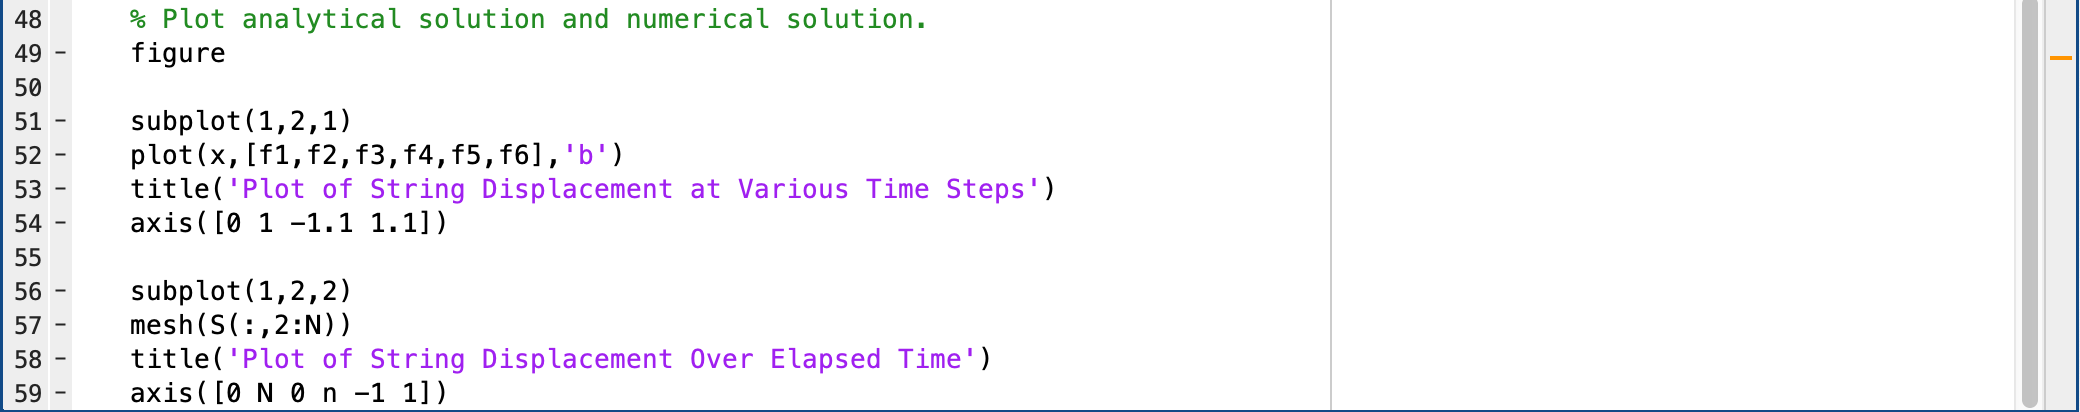 48 % Plot analytical solution and numerical solution.
49 – figure
50
51 – subplot(1,2,1)
52 – plot(x,[f1,f2,f3,f4,f5,f6],'b')
53 – title('Plot of String Displacement at Various Time Steps')
54 – axis([0 1 –1.1 1.1])
55
56 – subplot(1,2,2)
57 – mesh(S(:,2:N))
58 – title('Plot of String Displacement Over Elapsed Time')
59 – axis([0 N 0 n –1 1])